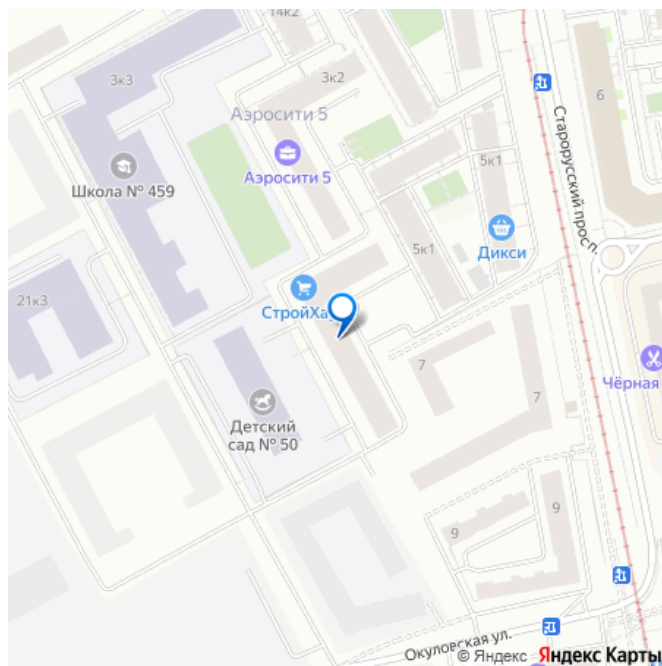 14к2
3к3
3к2
6
Аэросити 5
Школа № 459
Аэросити 5
5к1
Старорусский просп.
5к1
Дикси
21к3
СтройХа
7
Чёрная
7
Детский
сад № 50
9
9
Окуловская ул.
© Яндекс Яндекс Карты